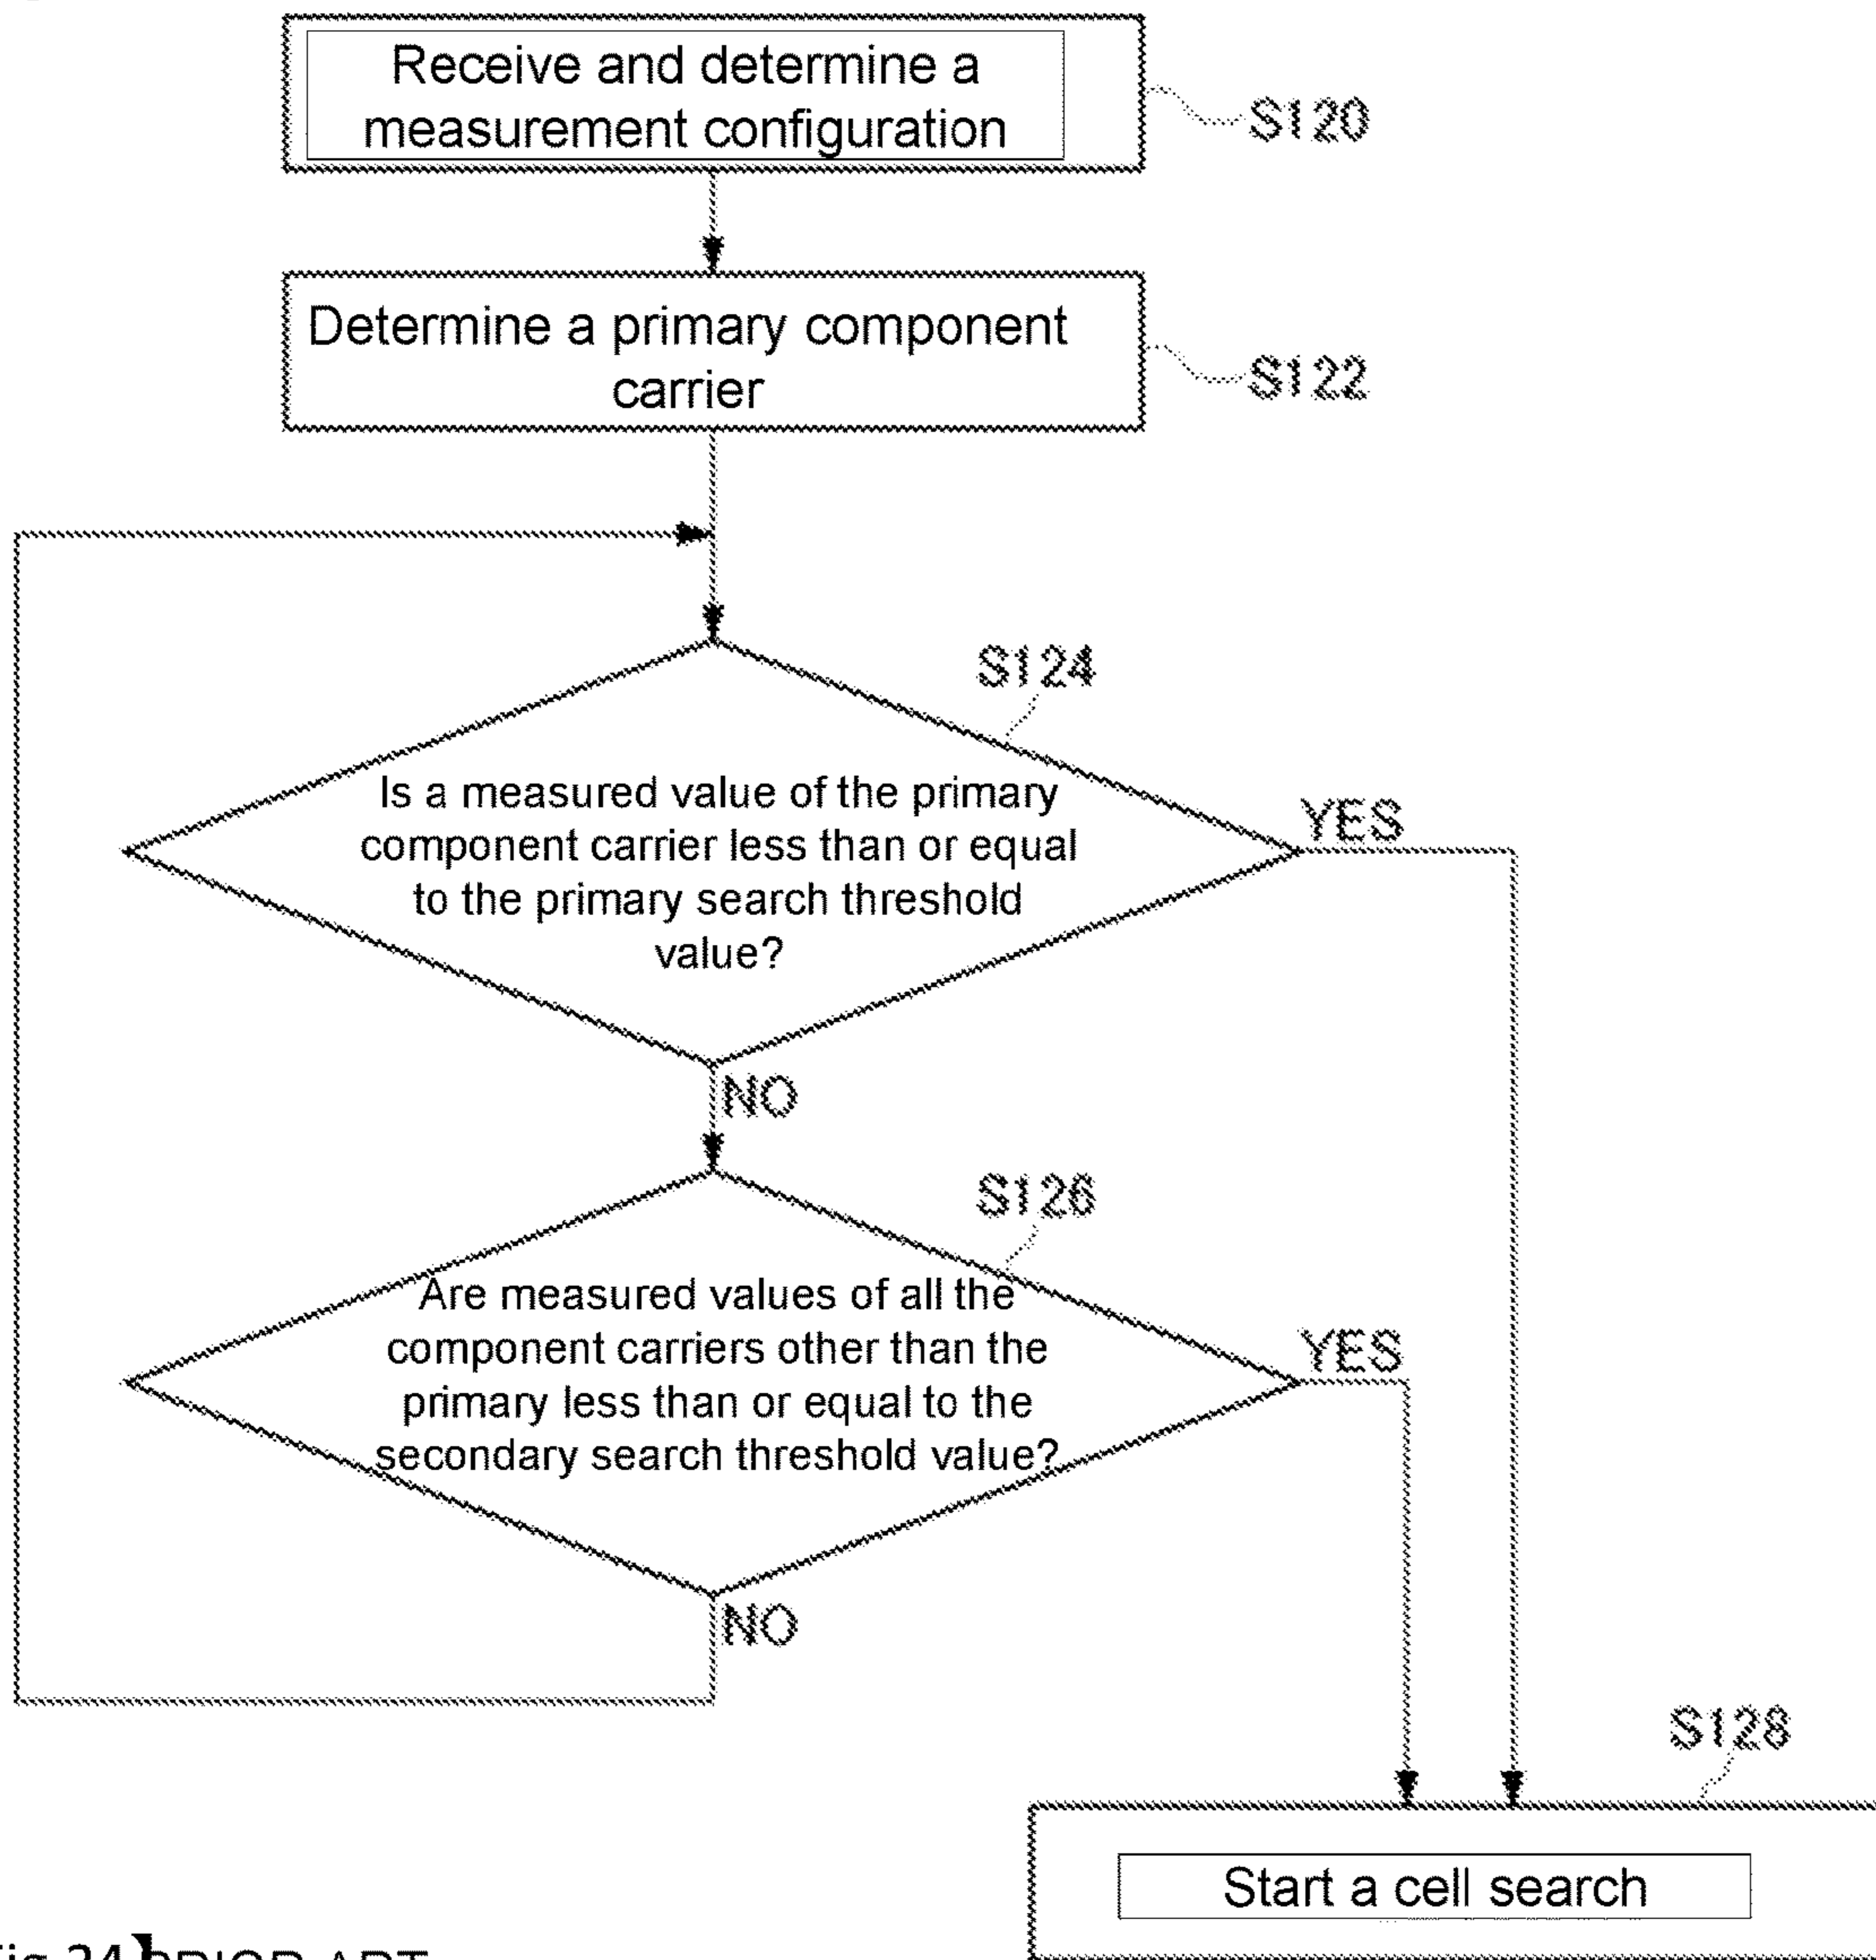 Receive and determine a
measurement configuration
S120
Determine a primary component
carrier
S122
S124
Is a measured value of the primary
component carrier less than or equal
to the primary search threshold
value?
YES
NO
S126
Are measured values of all the
component carriers other than the
primary less than or equal to the
secondary search threshold value?
YES
NO
S128
Start a cell search
PRIOR ART